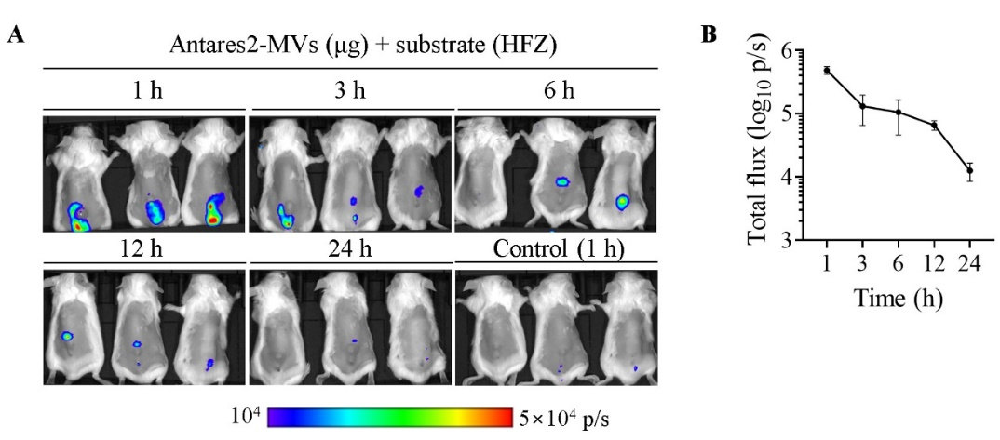 A
Antares2-MVs (μg) + substrate (HFZ)
1 h
3 h
6 h
12 h
24 h
Control (1 h)
10⁴
5×10⁴ p/s
B
Total flux (log₁₀ p/s)
6
5
4
3
1
3
6
12
24
Time (h)